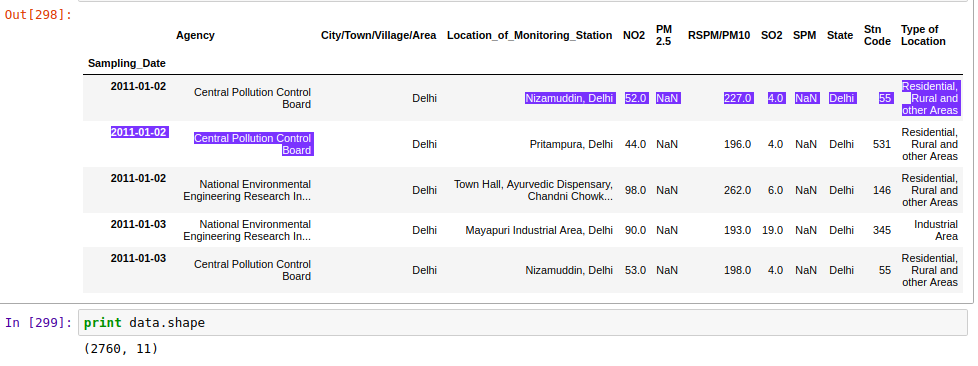 Out[298]:
Agency City/Town/Village/Area Location_of_Monitoring_Station NO2 PM 2.5 RSPM/PM10 SO2 SPM State Stn Code Type of Location
Sampling_Date
2011-01-02 Central Pollution Control Board Delhi Nizamuddin, Delhi 52.0 NaN 227.0 4.0 NaN Delhi 55 Residential, Rural and other Areas
2011-01-02 Central Pollution Control Board Delhi Pritampura, Delhi 44.0 NaN 196.0 4.0 NaN Delhi 531 Residential, Rural and other Areas
2011-01-02 National Environmental Engineering Research In... Delhi Town Hall, Ayurvedic Dispensary, Chandni Chowk... 98.0 NaN 262.0 6.0 NaN Delhi 146 Residential, Rural and other Areas
2011-01-03 National Environmental Engineering Research In... Delhi Mayapuri Industrial Area, Delhi 90.0 NaN 193.0 19.0 NaN Delhi 345 Industrial Area
2011-01-03 Central Pollution Control Board Delhi Nizamuddin, Delhi 53.0 NaN 198.0 4.0 NaN Delhi 55 Residential, Rural and other Areas
In [299]: print data.shape
(2760, 11)